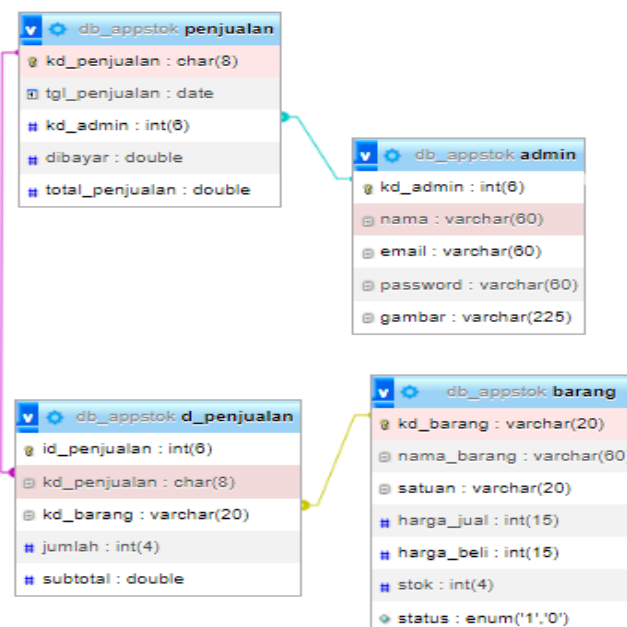 db_appstok penjualan
kd_penjualan : char(8)
tgl_penjualan : date
kd_admin : int(6)
dibayar : double
total_penjualan : double
db_appstok admin
kd_admin : int(6)
nama : varchar(60)
email : varchar(60)
password : varchar(60)
gambar : varchar(225)
db_appstok d_penjualan
id_penjualan : int(6)
kd_penjualan : char(8)
kd_barang : varchar(20)
jumlah : int(4)
subtotal : double
db_appstok barang
kd_barang : varchar(20)
nama_barang : varchar(60
satuan : varchar(20)
harga_jual : int(15)
harga_beli : int(15)
stok : int(4)
status : enum('1','0')